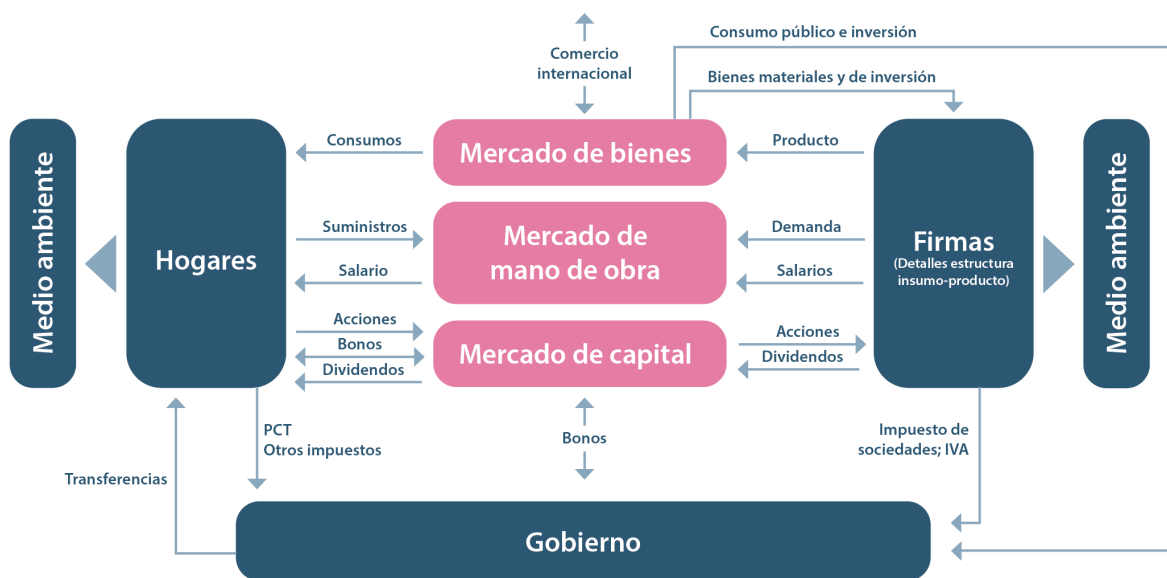 Consumo público e inversión
Comercio
internacional
Bienes materiales y de inversión
Medio ambiente
Hogares
Consumos
Mercado de bienes
Producto
Suministros
Salario
Mercado de
mano de obra
Demanda
Salarios
Firmas
(Detalles estructura
insumo-producto)
Medio ambiente
Acciones
Bonos
Dividendos
Mercado de capital
Acciones
Dividendos
PCT
Otros impuestos
Bonos
Impuesto de
sociedades; IVA
Transferencias
Gobierno